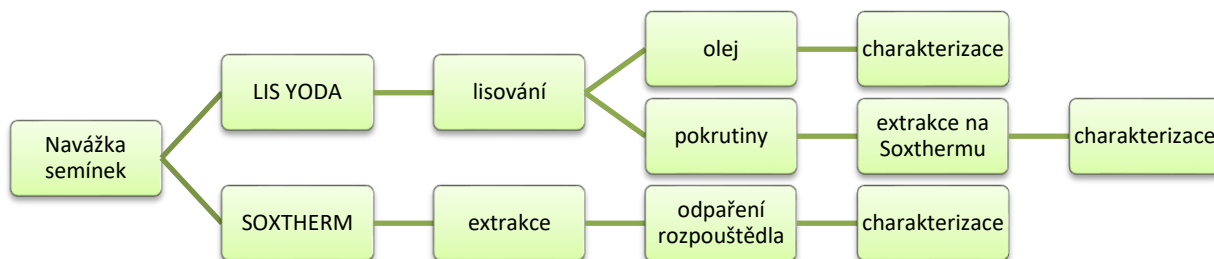 Navážka
semínek
LIS YODA
lisování
olej
charakterizace
pokrutiny
extrakce na
Soxthermu
charakterizace
SOXTHERM
extrakce
odpaření
rozpouštědla
charakterizace